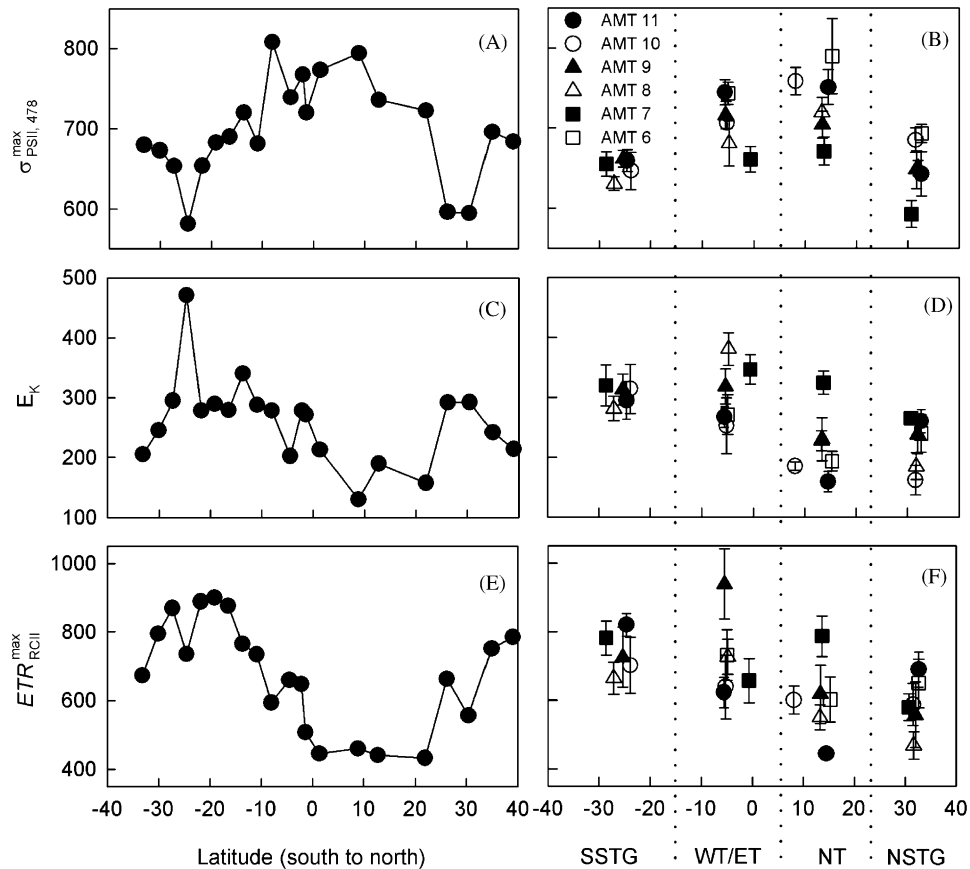 (A)
800
700
600
σ max PSII, 478
(B)
AMT 11
AMT 10
AMT 9
AMT 8
AMT 7
AMT 6
(C)
500
400
300
200
100
E_K
(D)
(E)
1000
800
600
400
ETR max RCII
(F)
-40 -30 -20 -10 0 10 20 30 40
-30 -20 -10 0 10 20 30 40
Latitude (south to north)
SSTG WT/ET NT NSTG